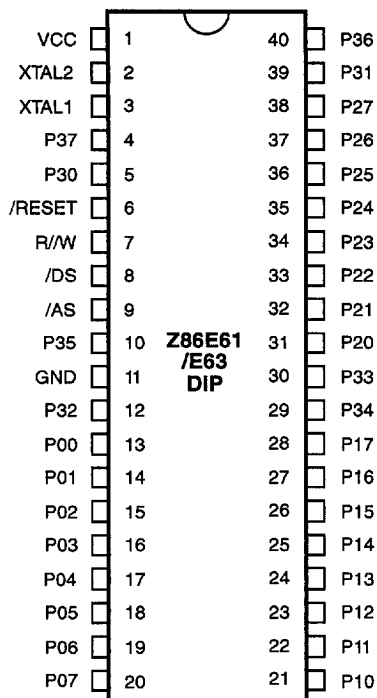 VCC 1 40 P36
XTAL2 2 39 P31
XTAL1 3 38 P27
P37 4 37 P26
P30 5 36 P25
/RESET 6 35 P24
R//W 7 34 P23
/DS 8 33 P22
/AS 9 32 P21
P35 10 Z86E61 31 P20
/E63
GND 11 DIP 30 P33
P32 12 29 P34
P00 13 28 P17
P01 14 27 P16
P02 15 26 P15
P03 16 25 P14
P04 17 24 P13
P05 18 23 P12
P06 19 22 P11
P07 20 21 P10